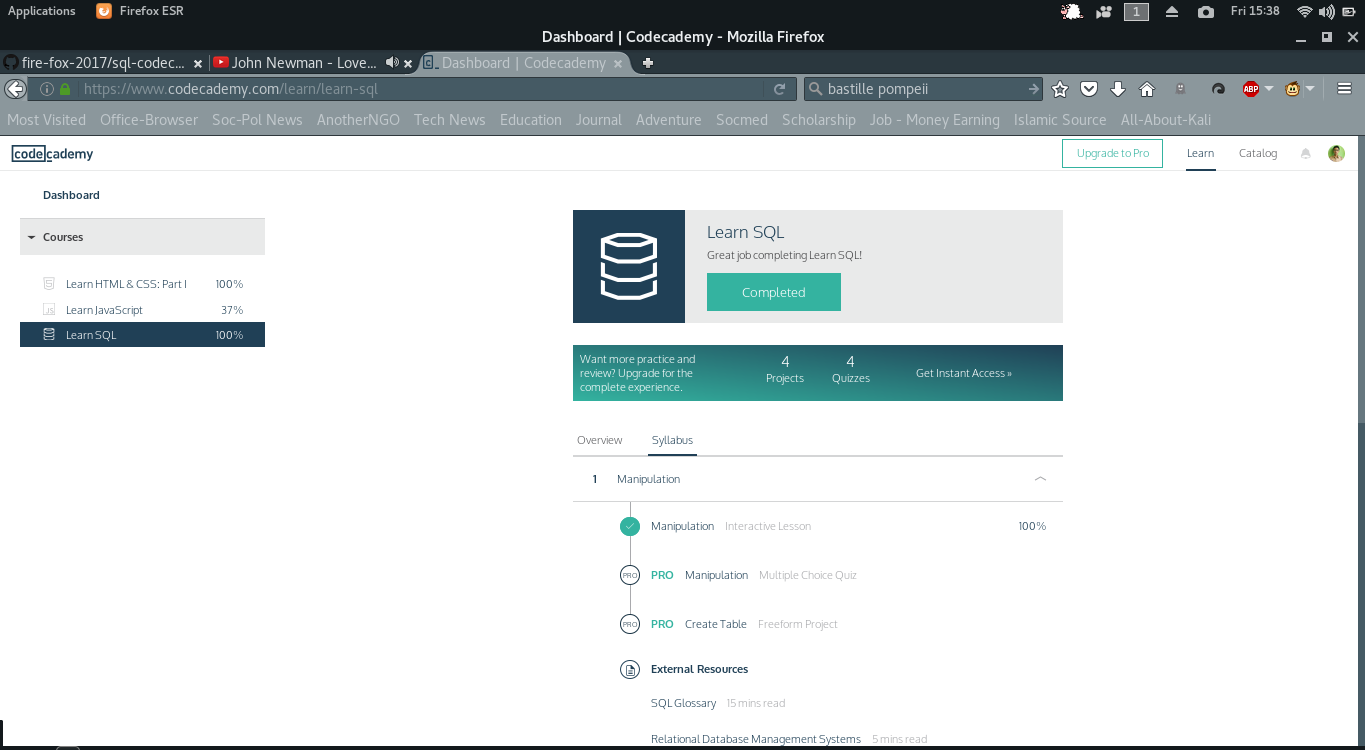 Applications Firefox ESR 1 Fri 15:38
Dashboard | Codecademy - Mozilla Firefox
fire-fox-2017/sql-codec... John Newman - Love... Dashboard | Codecademy
https://www.codecademy.com/learn/learn-sql bastille pompeii ABP
Most Visited Office-Browser Soc-Pol News AnotherNGO Tech News Education Journal Adventure Socmed Scholarship Job - Money Earning Islamic Source All-About-Kali
codecademy Upgrade to Pro Learn Catalog
Dashboard
Courses
Learn HTML & CSS: Part I 100%
Learn JavaScript 37%
Learn SQL 100%
Learn SQL
Great job completing Learn SQL!
Completed
Want more practice and
review? Upgrade for the
complete experience.
4 Projects
4 Quizzes
Get Instant Access »
Overview Syllabus
1 Manipulation
Manipulation Interactive Lesson 100%
PRO PRO Manipulation Multiple Choice Quiz
PRO PRO Create Table Freeform Project
External Resources
SQL Glossary 15 mins read
Relational Database Management Systems 5 mins read